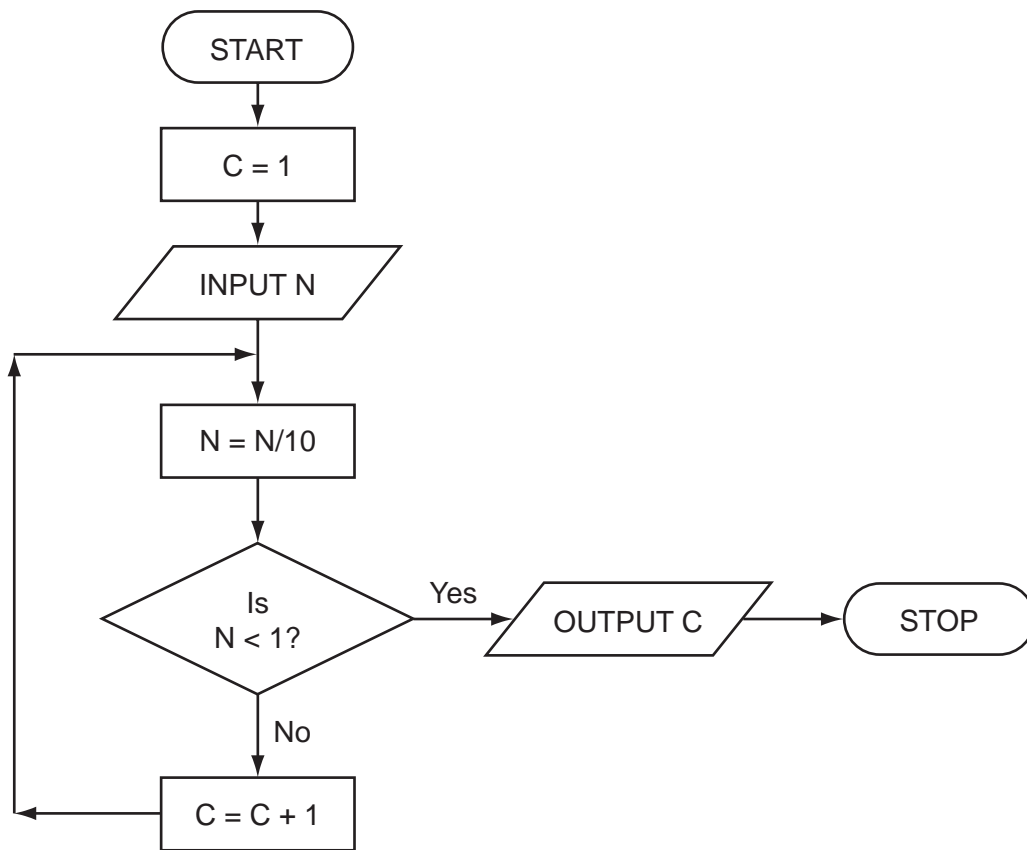 START
C = 1
INPUT N
N = N/10
Is
N < 1?
Yes
OUTPUT C
STOP
No
C = C + 1